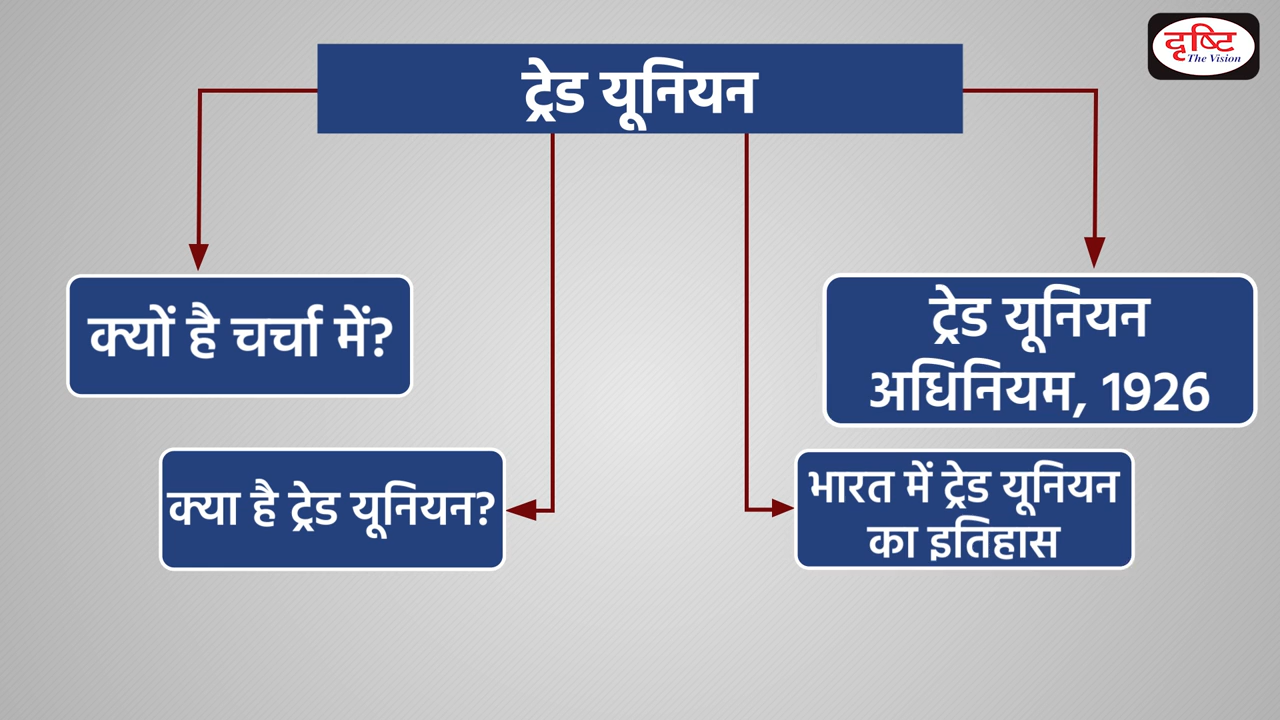 दृष्टि
The Vision
ट्रेड यूनियन
क्यों है चर्चा में?
ट्रेड यूनियन
अधिनियम, 1926
क्या है ट्रेड यूनियन?
भारत में ट्रेड यूनियन
का इतिहास